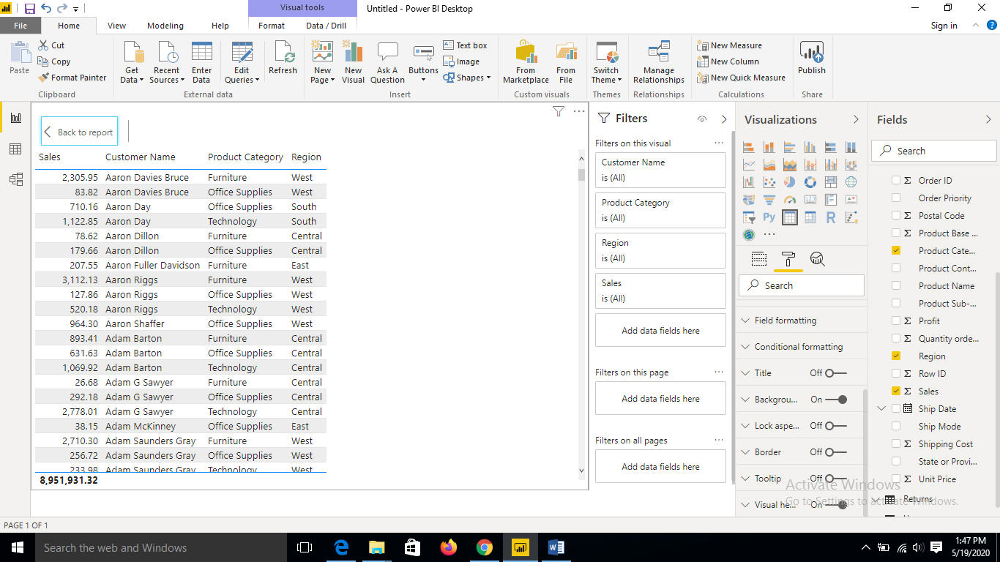 Visual tools
Untitled - Power BI Desktop
File Home View Modeling Help Format Data / Drill Sign in
Paste
Cut
Copy
Format Painter
Clipboard
Get Data
Recent Sources
Enter Data
Edit Queries
Refresh
External data
New Page
New Visual
Ask A Question
Buttons
Text box
Image
Shapes
Insert
From Marketplace
From File
Custom visuals
Switch Theme
Themes
Manage Relationships
Relationships
New Measure
New Column
New Quick Measure
Calculations
Publish
Share
Back to report
Sales Customer Name Product Category Region
2,305.95 Aaron Davies Bruce Furniture West
83.82 Aaron Davies Bruce Office Supplies West
710.16 Aaron Day Office Supplies South
1,122.85 Aaron Day Technology South
78.62 Aaron Dillon Furniture Central
179.66 Aaron Dillon Office Supplies Central
207.55 Aaron Fuller Davidson Furniture East
3,112.13 Aaron Riggs Furniture West
127.86 Aaron Riggs Office Supplies West
520.18 Aaron Riggs Technology West
964.30 Aaron Shaffer Office Supplies West
893.41 Adam Barton Furniture Central
631.63 Adam Barton Office Supplies Central
1,069.92 Adam Barton Technology Central
26.68 Adam G Sawyer Furniture Central
292.18 Adam G Sawyer Office Supplies Central
2,778.01 Adam G Sawyer Technology Central
38.15 Adam McKinney Office Supplies East
2,710.30 Adam Saunders Gray Furniture West
256.72 Adam Saunders Gray Office Supplies West
233.98 Adam Saunders Gray Technology West
8,951,931.32
Filters
Filters on this visual ...
Customer Name
is (All)
Product Category
is (All)
Region
is (All)
Sales
is (All)
Add data fields here
Filters on this page ...
Add data fields here
Filters on all pages ...
Add data fields here
Visualizations
Py
R
...
Search
Field formatting
Conditional formatting
Title Off
Backgrou... On
Lock aspe... Off
Border Off
Tooltip Off
Visual he... On
Fields
Search
Σ Order ID
Order Priority
Σ Postal Code
Σ Product Base ...
Product Cate...
Product Cont...
Product Name
Product Sub-...
Σ Profit
Σ Quantity orde...
Region
Σ Row ID
Σ Sales
Ship Date
Ship Mode
Σ Shipping Cost
State or Provi...
Σ Unit Price
Returns
Activate Windows
Go to Settings to activate Windows.
PAGE 1 OF 1
Search the web and Windows
1:47 PM
5/19/2020